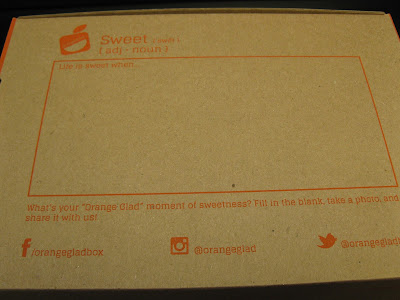 Sweet
( adj - noun )
Life is sweet when...
What's your "Orange Glad" moment of sweetness? Fill in the blank, take a photo, and
share it with us!
/orangegladbox
@orangeglad